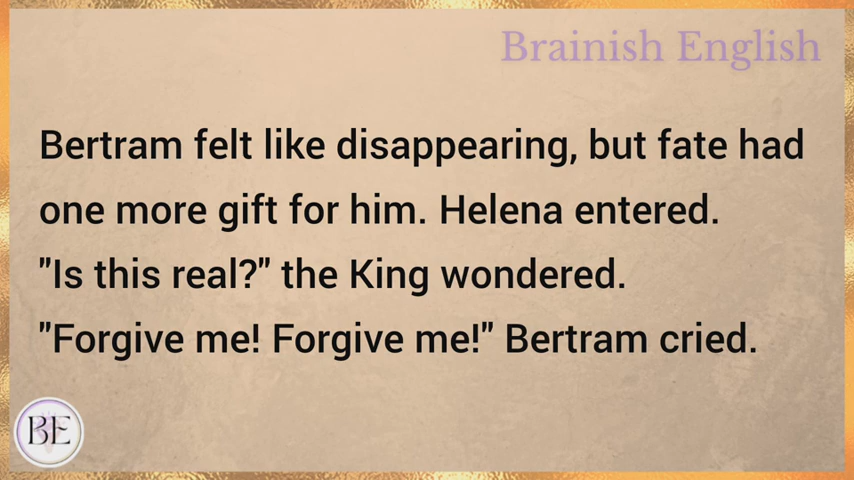 Brainish English
Bertram felt like disappearing, but fate had
one more gift for him. Helena entered.
"Is this real?" the King wondered.
"Forgive me! Forgive me!" Bertram cried.
BE